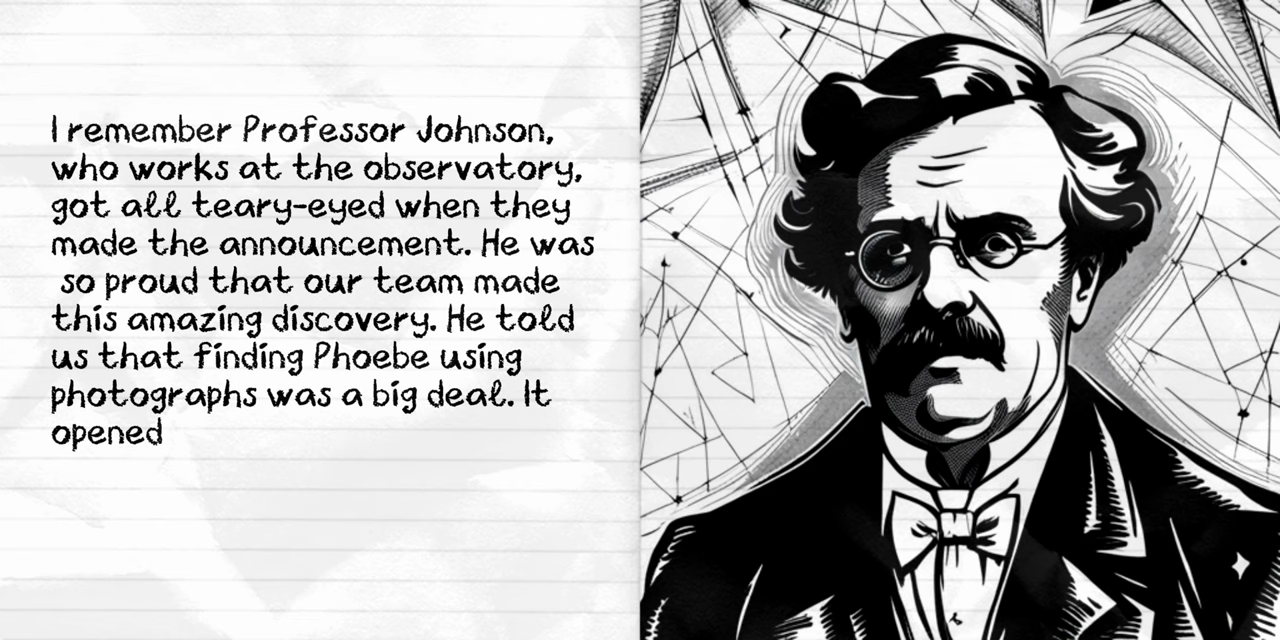 I remember Professor Johnson,
who works at the observatory,
got all teary-eyed when they
made the announcement. He was
so proud that our team made
this amazing discovery. He told
us that finding Phoebe using
photographs was a big deal. It
opened